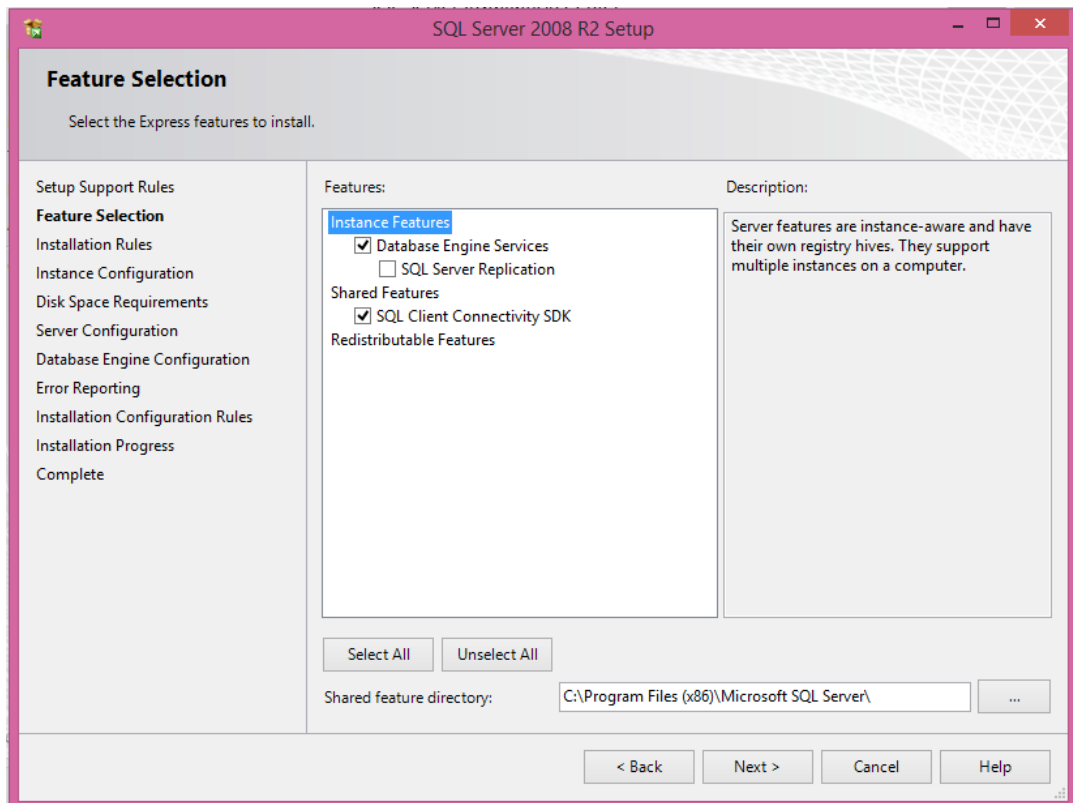 SQL Server 2008 R2 Setup
Feature Selection
Select the Express features to install.
Setup Support Rules
Feature Selection
Installation Rules
Instance Configuration
Disk Space Requirements
Server Configuration
Database Engine Configuration
Error Reporting
Installation Configuration Rules
Installation Progress
Complete
Features:
Instance Features
Database Engine Services
SQL Server Replication
Shared Features
SQL Client Connectivity SDK
Redistributable Features
Description:
Server features are instance-aware and have
their own registry hives. They support
multiple instances on a computer.
Select All
Unselect All
Shared feature directory:
C:\Program Files (x86)\Microsoft SQL Server\
...
< Back
Next >
Cancel
Help